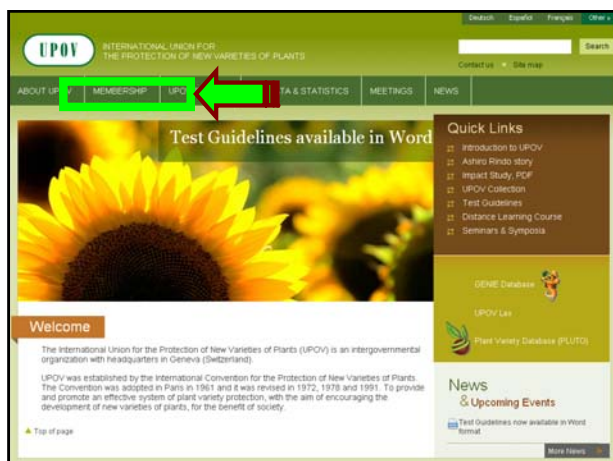 Deutsch Español Français Other
UPOV
INTERNATIONAL UNION FOR
THE PROTECTION OF NEW VARIETIES OF PLANTS
Search
Contact us Site map
ABOUT MEMBERSHIP & STATISTICS MEETINGS NEWS
Test Guidelines available in Word
Quick Links
Introduction to UPOV
Ashiro Rindo story
Impact Study, PDF
UPOV Collection
Test Guidelines
Distance Learning Course
Seminars & Symposia
GENIE Database
UPOV Lex
Plant Variety Database (PLUTO)
Welcome
The International Union for the Protection of New Varieties of Plants (UPOV) is an intergovernmental
organization with headquarters in Geneva (Switzerland).
UPOV was established by the International Convention for the Protection of New Varieties of Plants.
The Convention was adopted in Paris in 1961 and it was revised in 1972, 1978 and 1991. To provide
and promote an effective system of plant variety protection, with the aim of encouraging the
development of new varieties of plants, for the benefit of society.
Top of page
News
& Upcoming Events
Test Guidelines now available in Word
format
More News